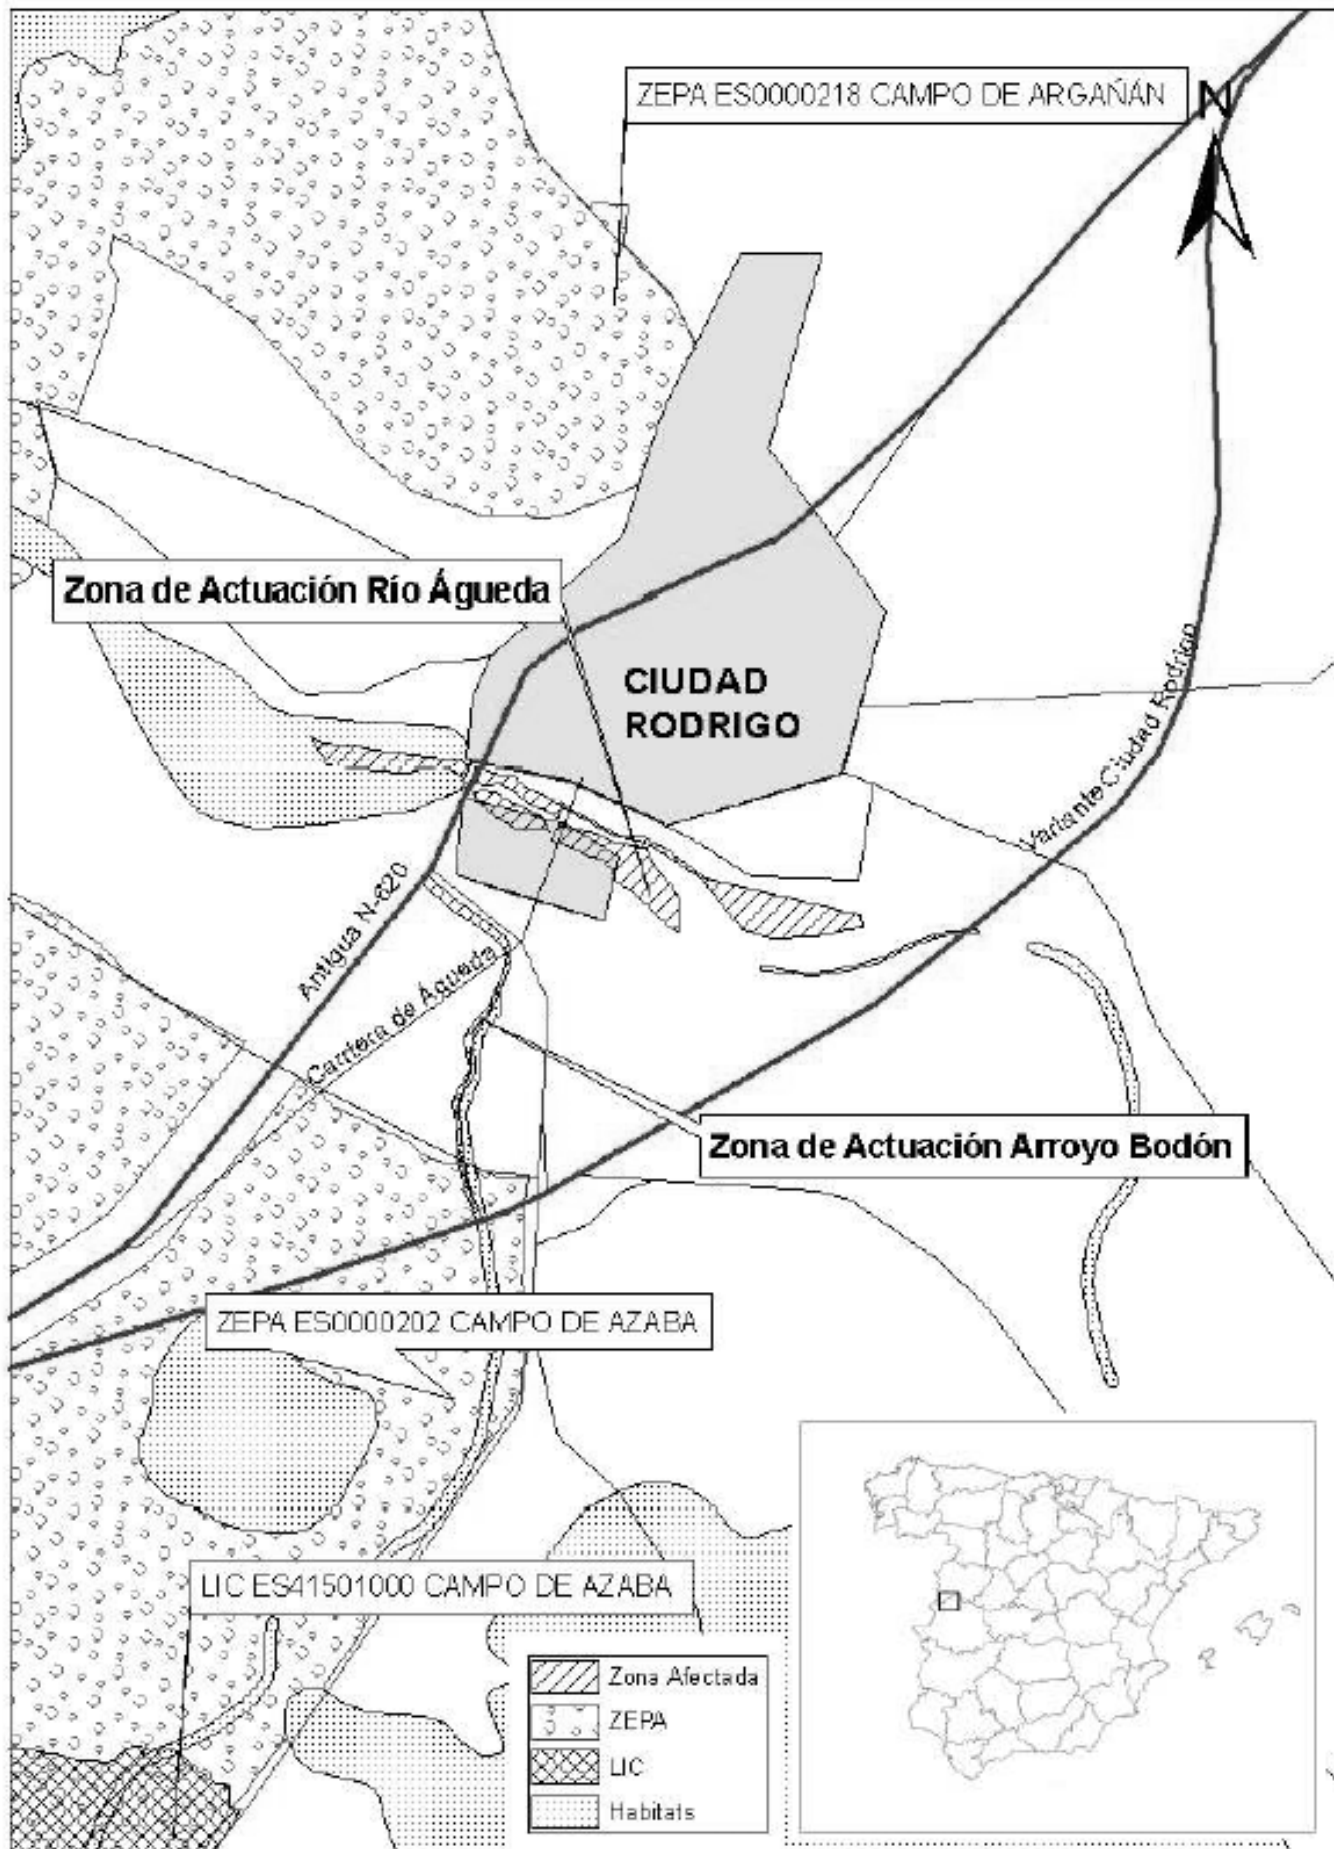 ZEPA ES0000218 CAMPO DE ARGAÑÁN
N
Zona de Actuación Río Águeda
CIUDAD
RODRIGO
Variante Ciudad Rodrigo
Antigua N-620
Carriera de Águeda
Zona de Actuación Arroyo Bodón
ZEPA ES0000202 CAMPO DE AZABA
LIC ES41501000 CAMPO DE AZABA
Zona Afectada
ZEPA
LIC
Habitats